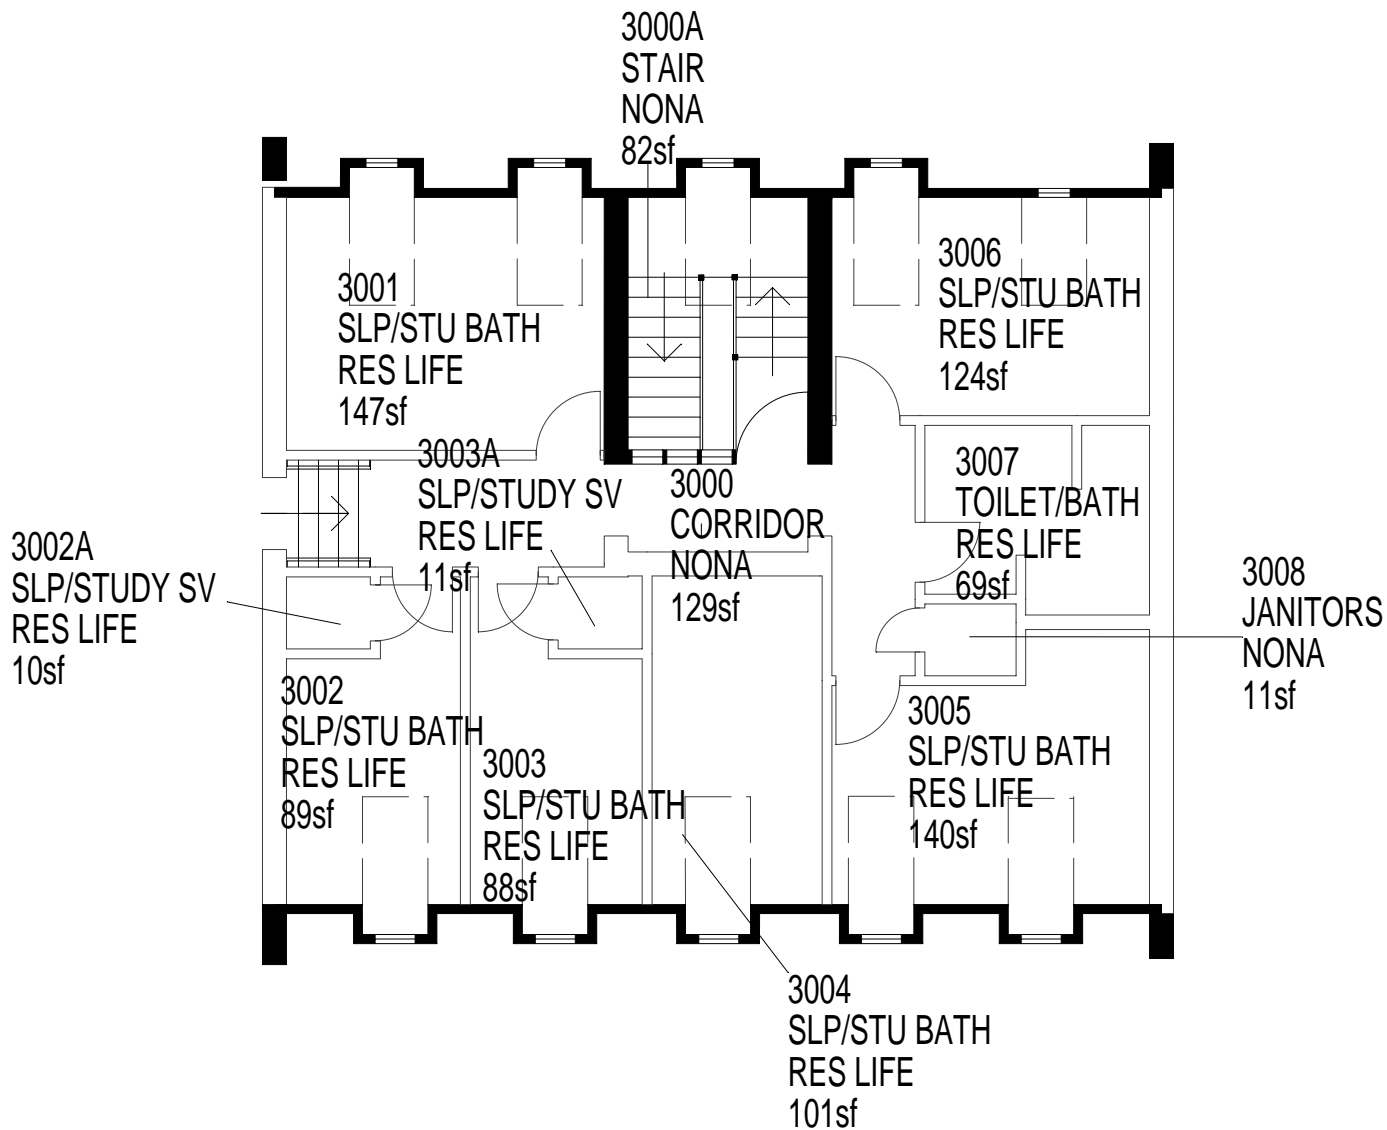 3000A
STAIR
NONA
82sf
3001
SLP/STU BATH
RES LIFE
147sf
3006
SLP/STU BATH
RES LIFE
124sf
3003A
SLP/STUDY SV
RES LIFE
11sf
3000
CORRIDOR
NONA
129sf
3007
TOILET/BATH
RES LIFE
69sf
3002A
SLP/STUDY SV
RES LIFE
10sf
3008
JANITORS
NONA
11sf
3002
SLP/STU BATH
RES LIFE
89sf
3003
SLP/STU BATH
RES LIFE
88sf
3005
SLP/STU BATH
RES LIFE
140sf
3004
SLP/STU BATH
RES LIFE
101sf